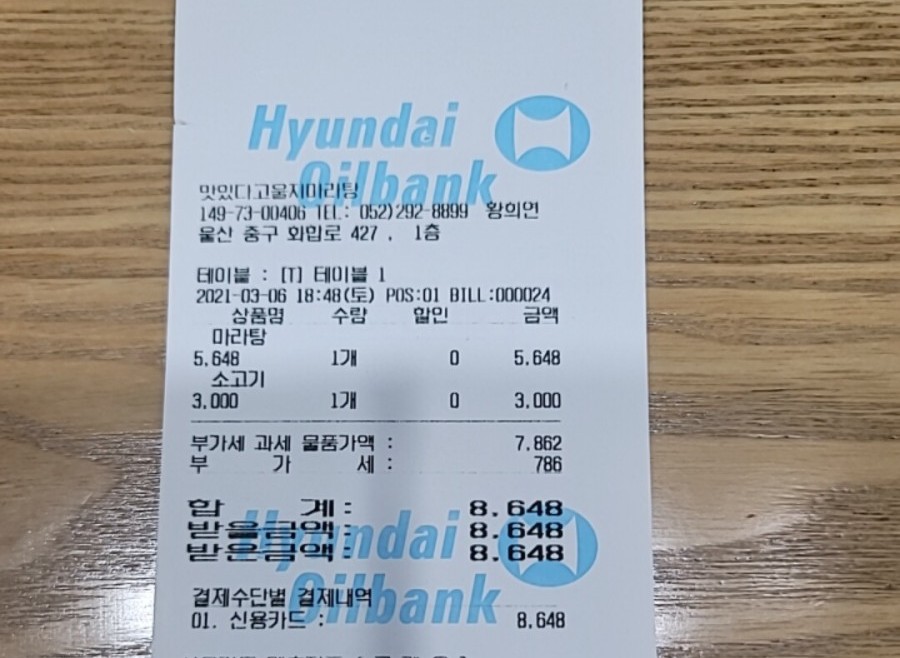 Hyundai
Oilbank
맛있다고울지마라탕
149-73-00406 TEL: 052)292-8899 황희연
울산 중구 화합로 427 , 1층
테이블 : [T] 테이블 1
2021-03-06 18:48(토) POS:01 BILL:000024
상품명 수량 할인 금액
마라탕
5,648 1개 0 5,648
소고기
3,000 1개 0 3,000
부가세 과세 물품가액 : 7,862
부 가 세 : 786
합 계 : 8,648
받을금액 : 8,648
받은금액 : 8,648
Hyundai
Oilbank
결제수단별 결제내역
01. 신용카드 : 8,648